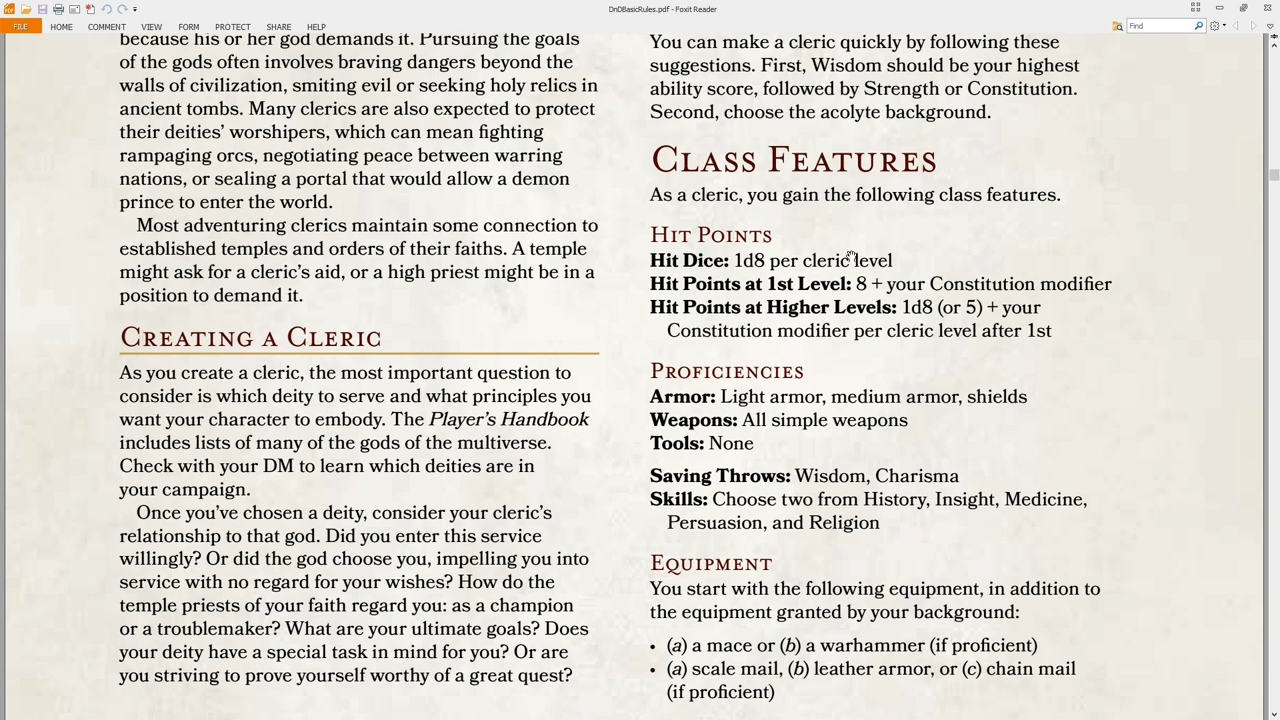 DnDBasicRules.pdf - Foxit Reader
FILE HOME COMMENT VIEW FORM PROTECT SHARE HELP
Find
because his or her god demands it. Pursuing the goals
of the gods often involves braving dangers beyond the
walls of civilization, smiting evil or seeking holy relics in
ancient tombs. Many clerics are also expected to protect
their deities’ worshipers, which can mean fighting
rampaging orcs, negotiating peace between warring
nations, or sealing a portal that would allow a demon
prince to enter the world.
Most adventuring clerics maintain some connection to
established temples and orders of their faiths. A temple
might ask for a cleric’s aid, or a high priest might be in a
position to demand it.
Creating a Cleric
As you create a cleric, the most important question to
consider is which deity to serve and what principles you
want your character to embody. The Player’s Handbook
includes lists of many of the gods of the multiverse.
Check with your DM to learn which deities are in
your campaign.
Once you’ve chosen a deity, consider your cleric’s
relationship to that god. Did you enter this service
willingly? Or did the god choose you, impelling you into
service with no regard for your wishes? How do the
temple priests of your faith regard you: as a champion
or a troublemaker? What are your ultimate goals? Does
your deity have a special task in mind for you? Or are
you striving to prove yourself worthy of a great quest?
You can make a cleric quickly by following these
suggestions. First, Wisdom should be your highest
ability score, followed by Strength or Constitution.
Second, choose the acolyte background.
Class Features
As a cleric, you gain the following class features.
Hit Points
Hit Dice: 1d8 per cleric level
Hit Points at 1st Level: 8 + your Constitution modifier
Hit Points at Higher Levels: 1d8 (or 5) + your
Constitution modifier per cleric level after 1st
Proficiencies
Armor: Light armor, medium armor, shields
Weapons: All simple weapons
Tools: None
Saving Throws: Wisdom, Charisma
Skills: Choose two from History, Insight, Medicine,
Persuasion, and Religion
Equipment
You start with the following equipment, in addition to
the equipment granted by your background:
• (a) a mace or (b) a warhammer (if proficient)
• (a) scale mail, (b) leather armor, or (c) chain mail
(if proficient)